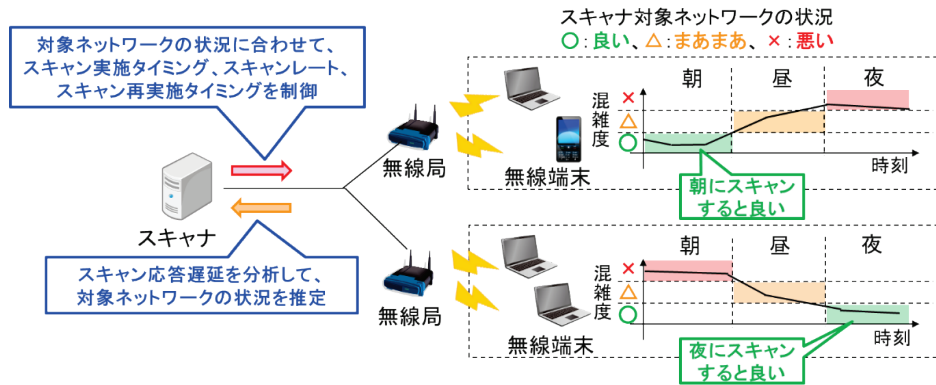 スキャナ対象ネットワークの状況
○:良い、△:まあまあ、×:悪い
対象ネットワークの状況に合わせて、
スキャン実施タイミング、スキャンレート、
スキャン再実施タイミングを制御
スキャナ
スキャン応答遅延を分析して、
対象ネットワークの状況を推定
無線局
無線端末
混雑度
×
△
○
朝
昼
夜
時刻
朝にスキャン
すると良い
無線局
無線端末
混雑度
×
△
○
朝
昼
夜
時刻
夜にスキャン
すると良い